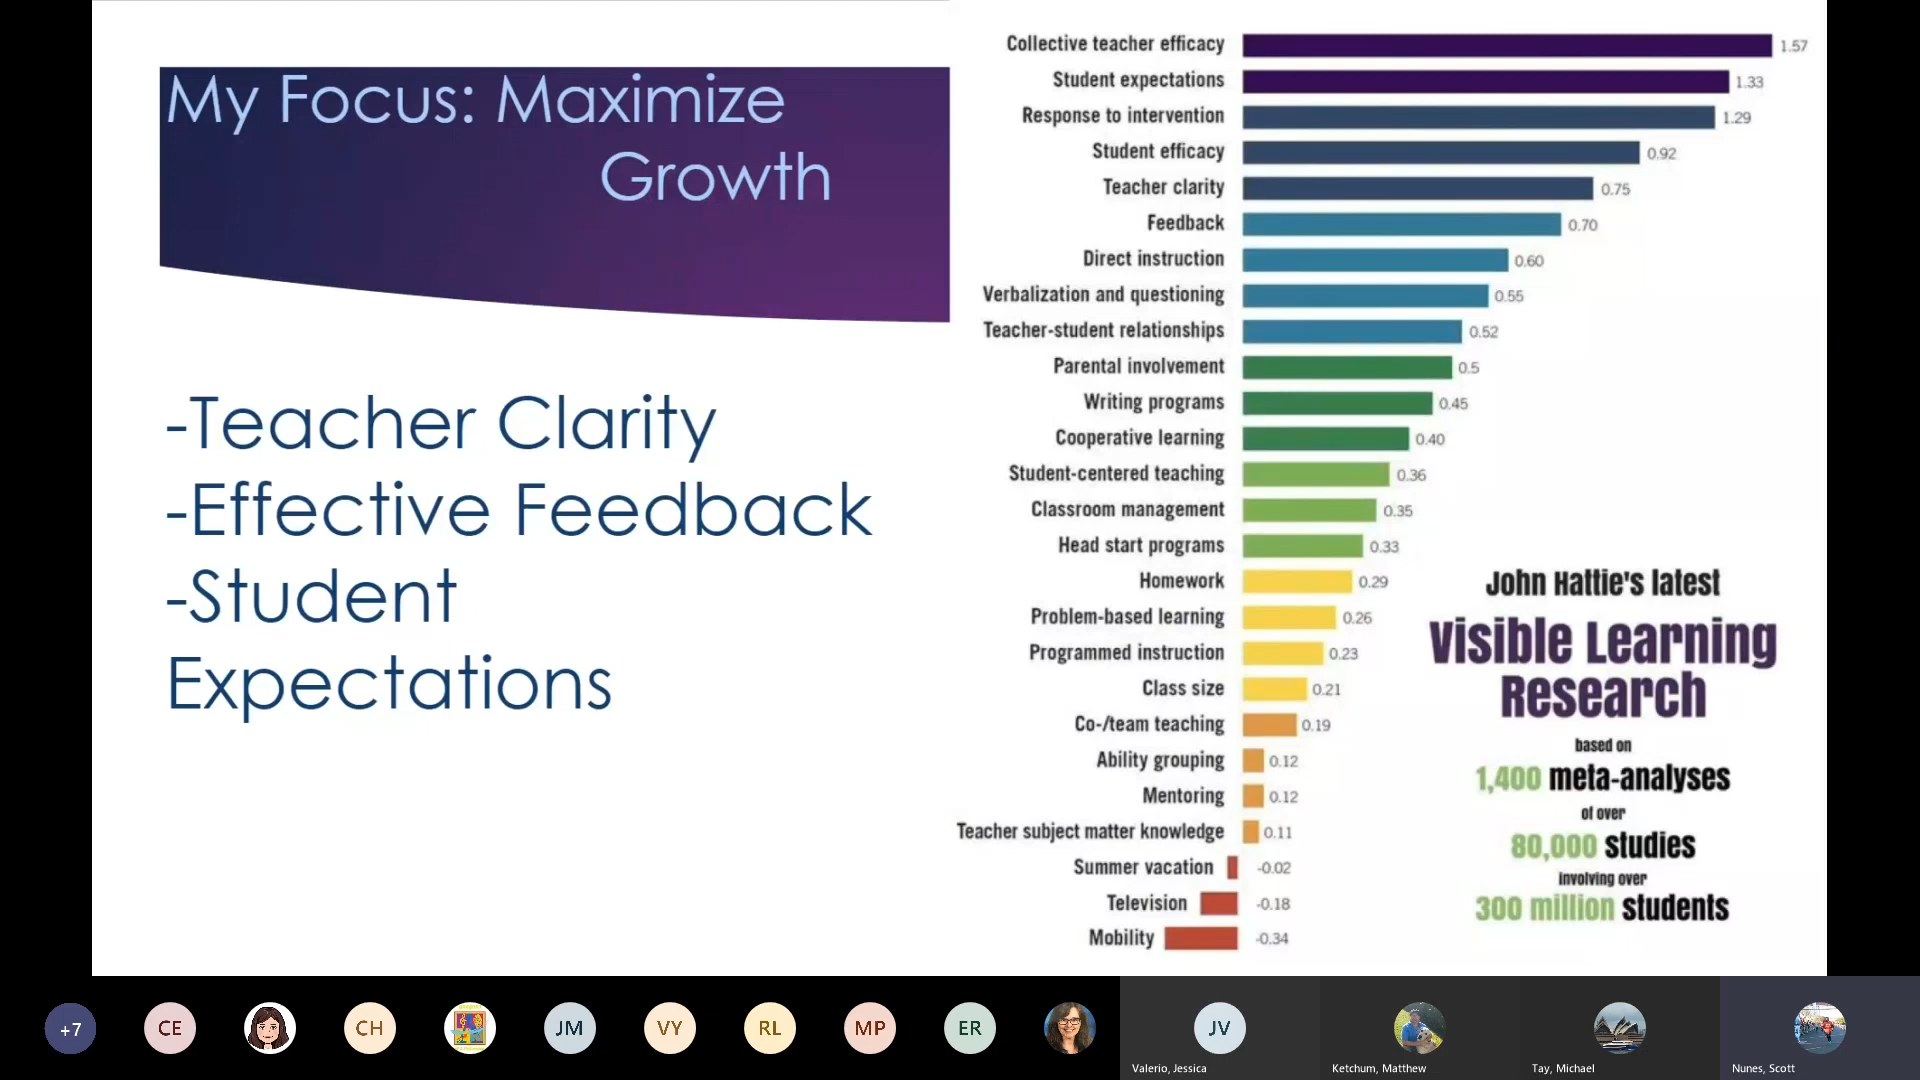 My Focus: Maximize
Growth
-Teacher Clarity
-Effective Feedback
-Student
Expectations
Collective teacher efficacy 1.57
Student expectations 1.33
Response to intervention 1.29
Student efficacy 0.92
Teacher clarity 0.75
Feedback 0.70
Direct instruction 0.60
Verbalization and questioning 0.55
Teacher-student relationships 0.52
Parental involvement 0.5
Writing programs 0.45
Cooperative learning 0.40
Student-centered teaching 0.36
Classroom management 0.35
Head start programs 0.33
Homework 0.29
Problem-based learning 0.26
Programmed instruction 0.23
Class size 0.21
Co-/team teaching 0.19
Ability grouping 0.12
Mentoring 0.12
Teacher subject matter knowledge 0.11
Summer vacation -0.02
Television -0.18
Mobility -0.34
John Hattie's latest
Visible Learning
Research
based on
1,400 meta-analyses
of over
80,000 studies
involving over
300 million students
+7 CE CH JM VY RL MP ER JV
Valerio, Jessica Ketchum, Matthew Tay, Michael Nunes, Scott